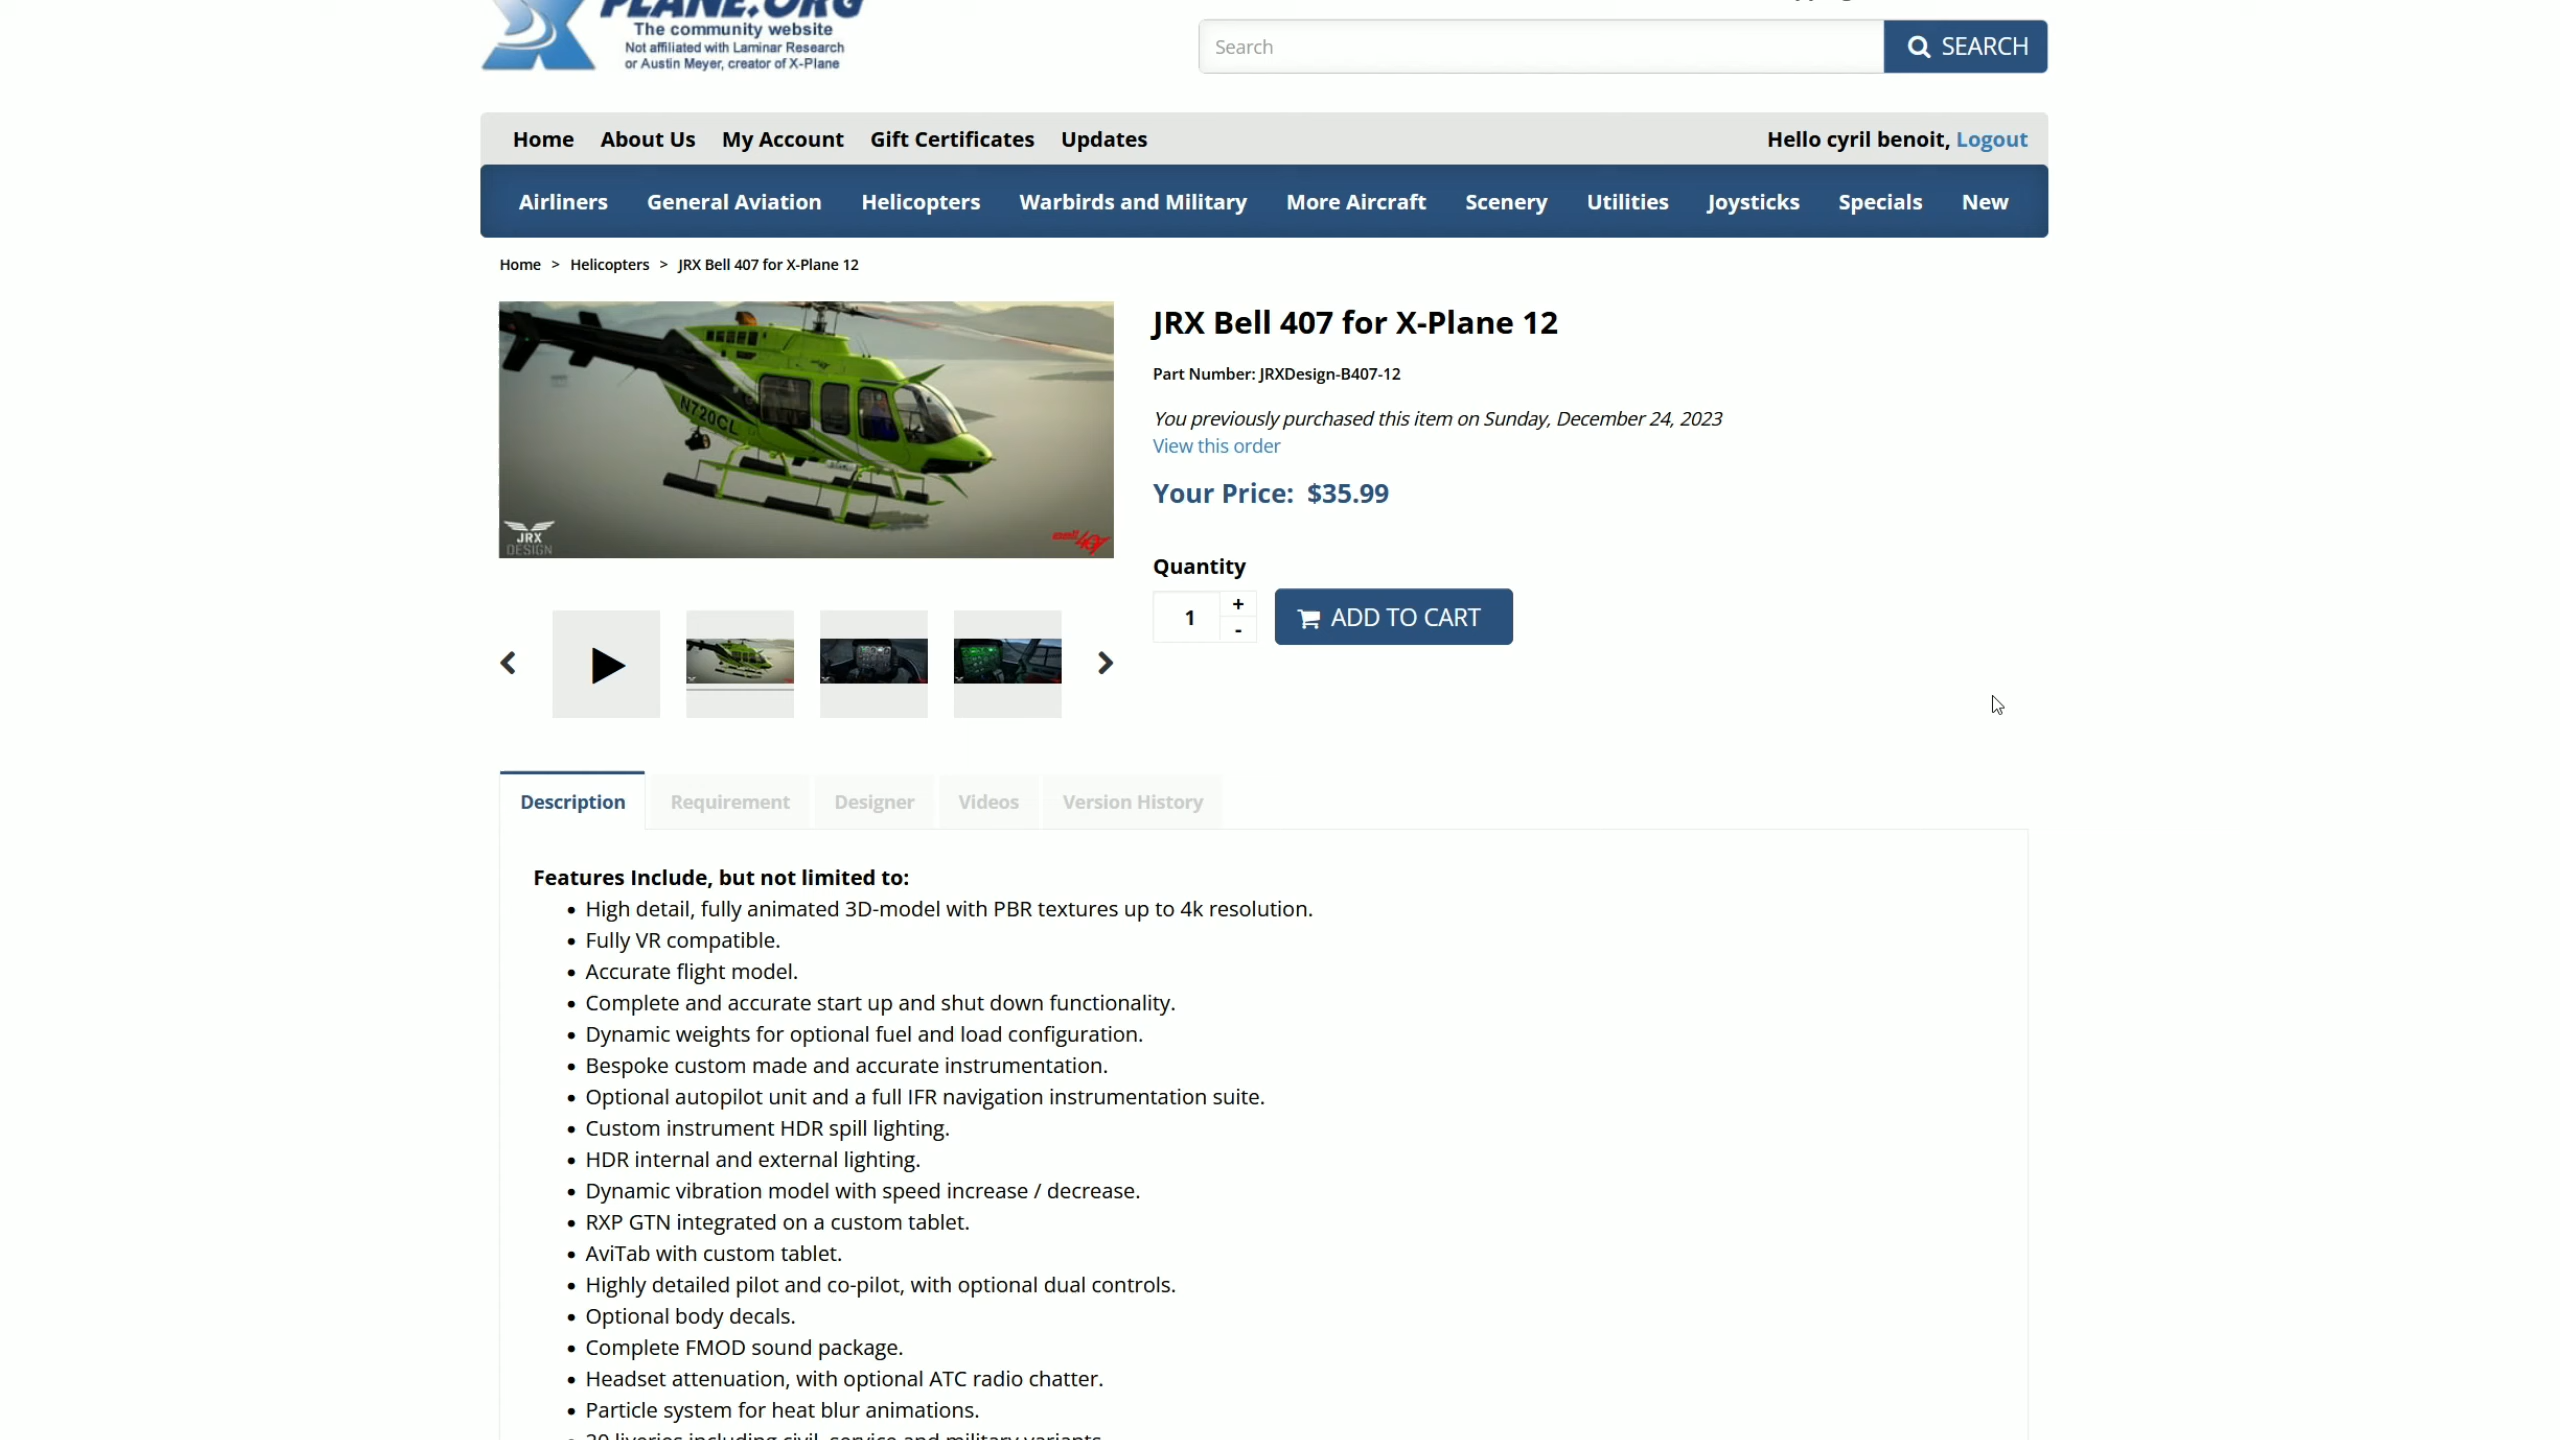 PLANE.ORG
The community website
Not affiliated with Laminar Research
or Austin Meyer, creator of X-Plane
Search
SEARCH
Home About Us My Account Gift Certificates Updates
Hello cyril benoit, Logout
Airliners General Aviation Helicopters Warbirds and Military More Aircraft Scenery Utilities Joysticks Specials New
Home > Helicopters > JRX Bell 407 for X-Plane 12
N720CL
JRX
DESIGN
JRX Bell 407 for X-Plane 12
Part Number: JRXDesign-B407-12
You previously purchased this item on Sunday, December 24, 2023
View this order
Your Price: $35.99
Quantity
1
+
-
ADD TO CART
Description Requirement Designer Videos Version History
Features Include, but not limited to:
• High detail, fully animated 3D-model with PBR textures up to 4k resolution.
• Fully VR compatible.
• Accurate flight model.
• Complete and accurate start up and shut down functionality.
• Dynamic weights for optional fuel and load configuration.
• Bespoke custom made and accurate instrumentation.
• Optional autopilot unit and a full IFR navigation instrumentation suite.
• Custom instrument HDR spill lighting.
• HDR internal and external lighting.
• Dynamic vibration model with speed increase / decrease.
• RXP GTN integrated on a custom tablet.
• AviTab with custom tablet.
• Highly detailed pilot and co-pilot, with optional dual controls.
• Optional body decals.
• Complete FMOD sound package.
• Headset attenuation, with optional ATC radio chatter.
• Particle system for heat blur animations.
liveries including civil, service and military variants